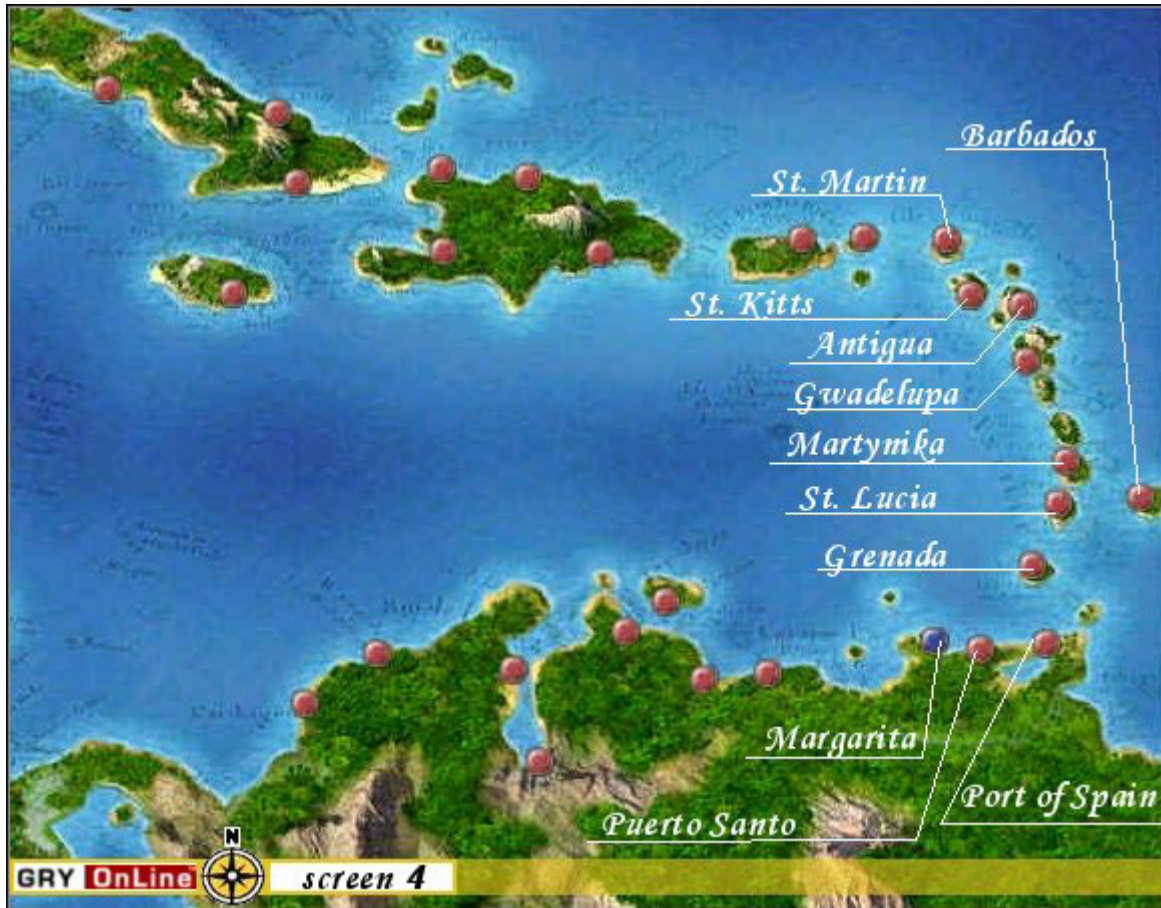 Barbados
St. Martin
St. Kitts
Antigua
Gwadelupa
Martynika
St. Lucia
Grenada
Margarita
Port of Spain
Puerto Santo
N
GRY OnLine
screen 4